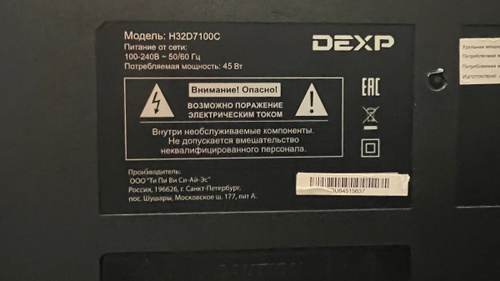 Модель: H32D7100C
Питание от сети:
100-240В ~ 50/60 Гц
Потребляемая мощность: 45 Вт
DEXP
Внимание! Опасно!
ВОЗМОЖНО ПОРАЖЕНИЕ
ЭЛЕКТРИЧЕСКИМ ТОКОМ
Внутри необслуживаемые компоненты.
Не допускается вмешательство
неквалифицированного персонала.
EAC
Производитель:
ООО "Ти Пи Ви Си-Ай-Эс"
Россия, 196626, г. Санкт-Петербург,
пос. Шушары, Московское ш. 177, лит А.
CAUTION